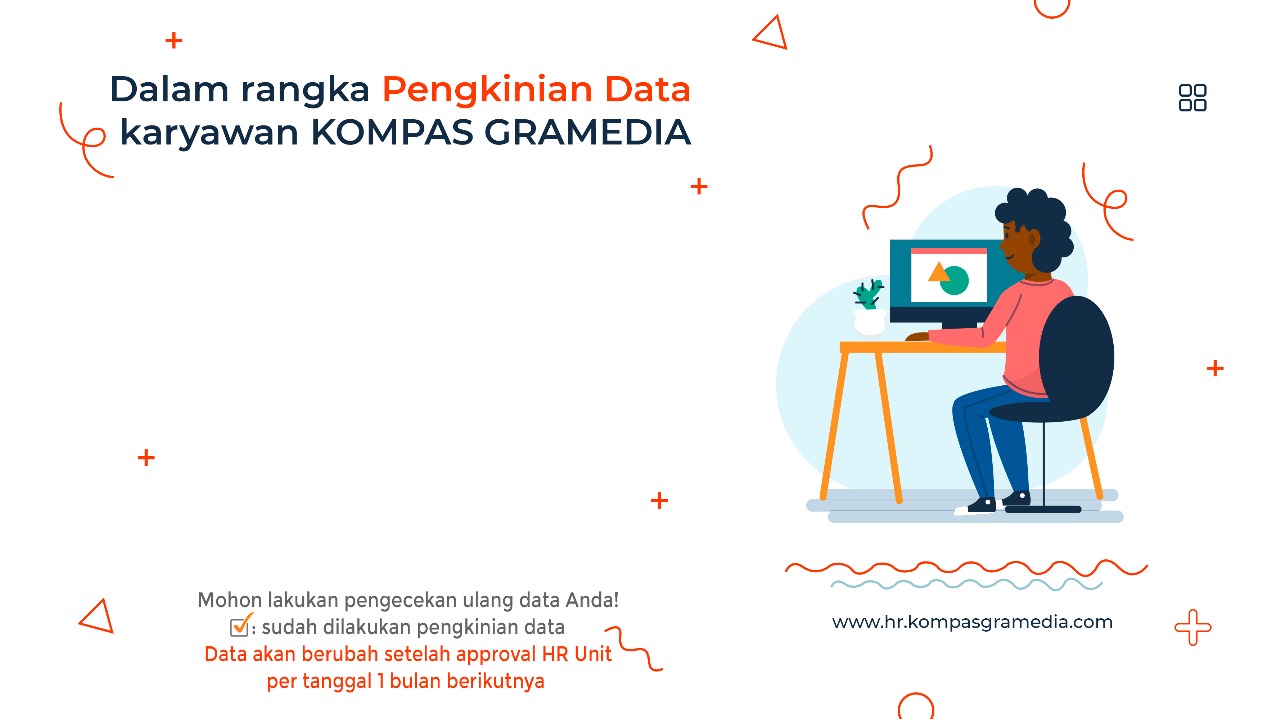 Dalam rangka Pengkinian Data
karyawan KOMPAS GRAMEDIA
Mohon lakukan pengecekan ulang data Anda!
: sudah dilakukan pengkinian data
Data akan berubah setelah approval HR Unit
per tanggal 1 bulan berikutnya
www.hr.kompasgramedia.com